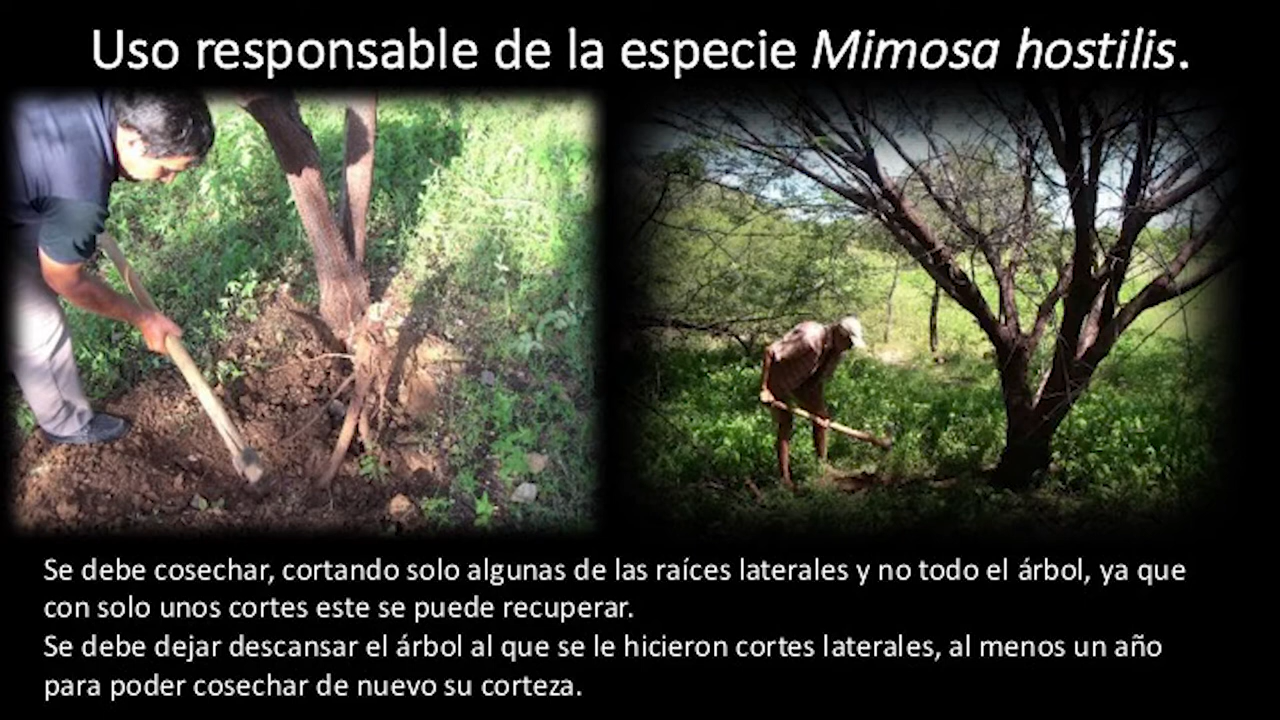 Uso responsable de la especie Mimosa hostilis.
Se debe cosechar, cortando solo algunas de las raíces laterales y no todo el árbol, ya que
con solo unos cortes este se puede recuperar.
Se debe dejar descansar el árbol al que se le hicieron cortes laterales, al menos un año
para poder cosechar de nuevo su corteza.